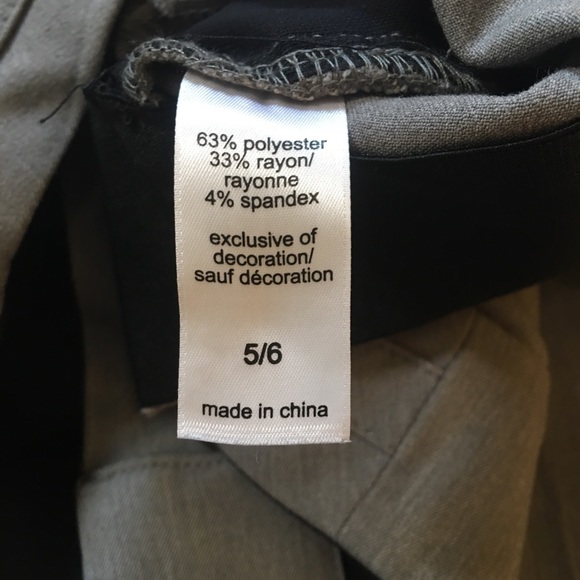 63% polyester
33% rayon/
rayonne
4% spandex
exclusive of
decoration/
sauf décoration
5/6
made in china